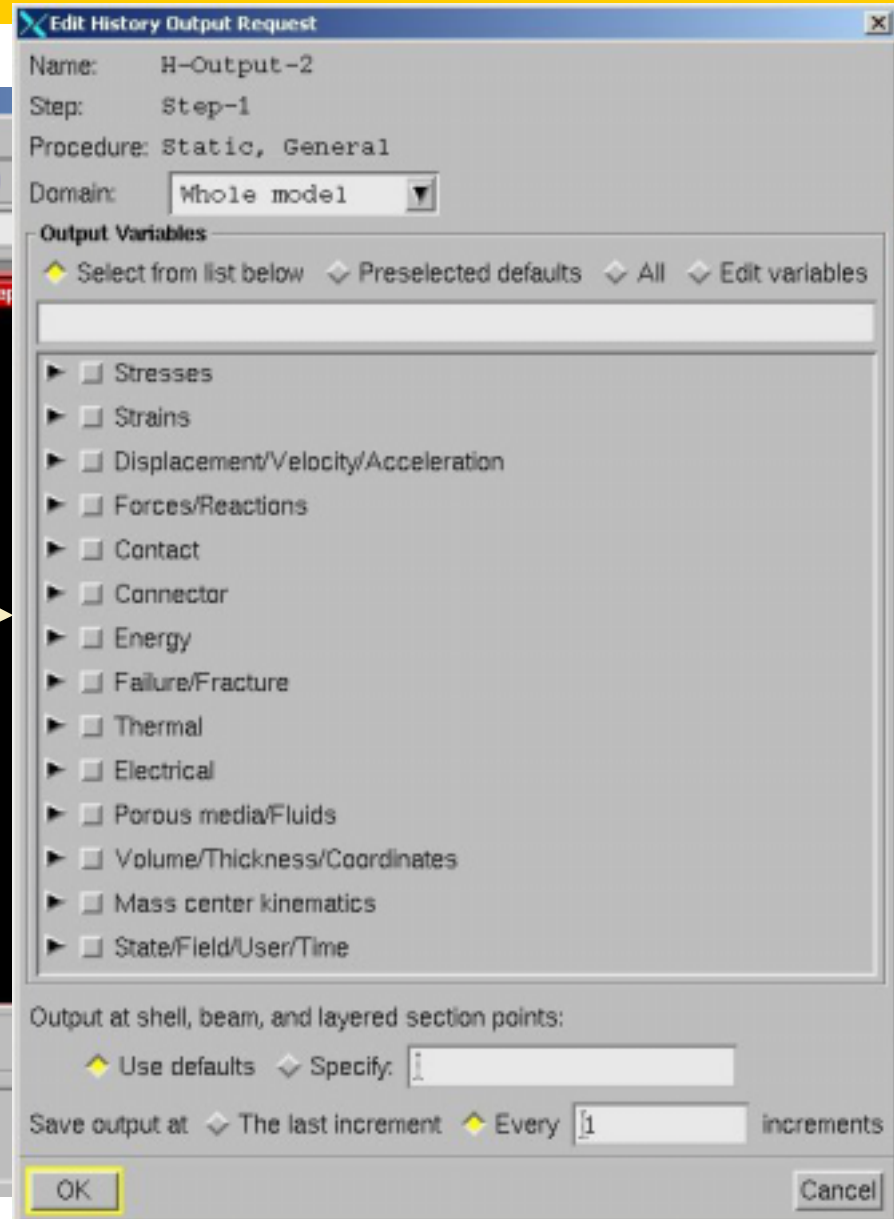 Edit History Output Request
Name: H-Output-2
Step: Step-1
Procedure: Static, General
Domain: Whole model
Output Variables
Select from list below Preselected defaults All Edit variables
Stresses
Strains
Displacement/Velocity/Acceleration
Forces/Reactions
Contact
Connector
Energy
Failure/Fracture
Thermal
Electrical
Porous media/Fluids
Volume/Thickness/Coordinates
Mass center kinematics
State/Field/User/Time
Output at shell, beam, and layered section points:
Use defaults Specify:
Save output at The last increment Every 1 increments
OK Cancel